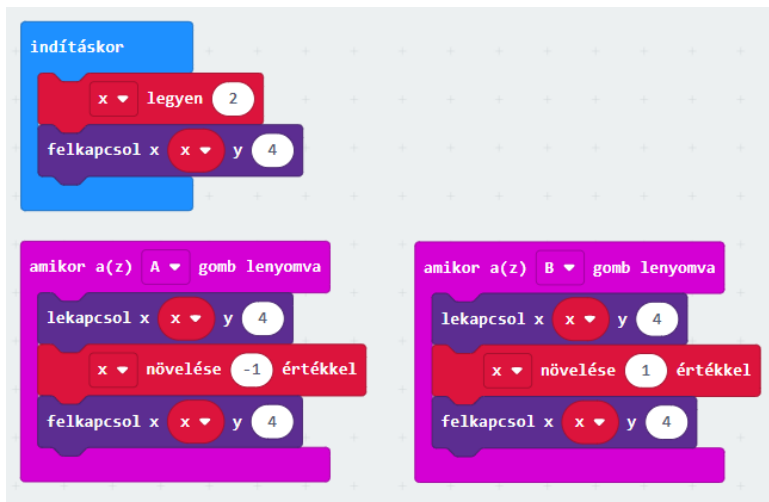 indításkor
x legyen 2
felkapcsol x x y 4
amikor a(z) A gomb lenyomva
lekapcsol x x y 4
x növelése -1 értékkel
felkapcsol x x y 4
amikor a(z) B gomb lenyomva
lekapcsol x x y 4
x növelése 1 értékkel
felkapcsol x x y 4